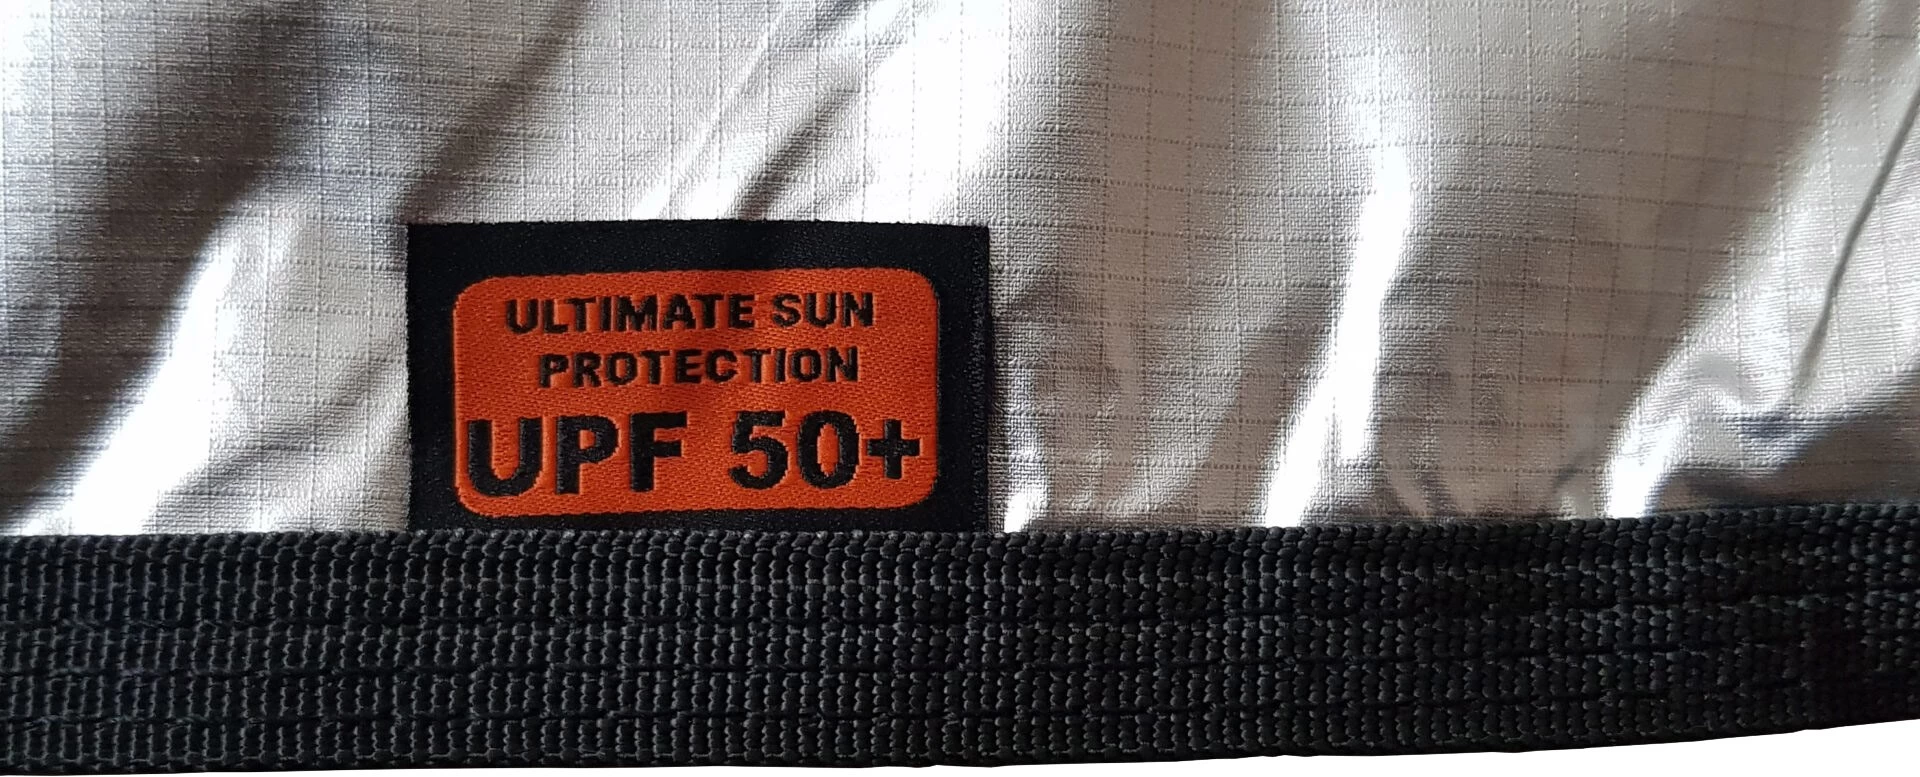 ULTIMATE SUN
PROTECTION
UPF 50+